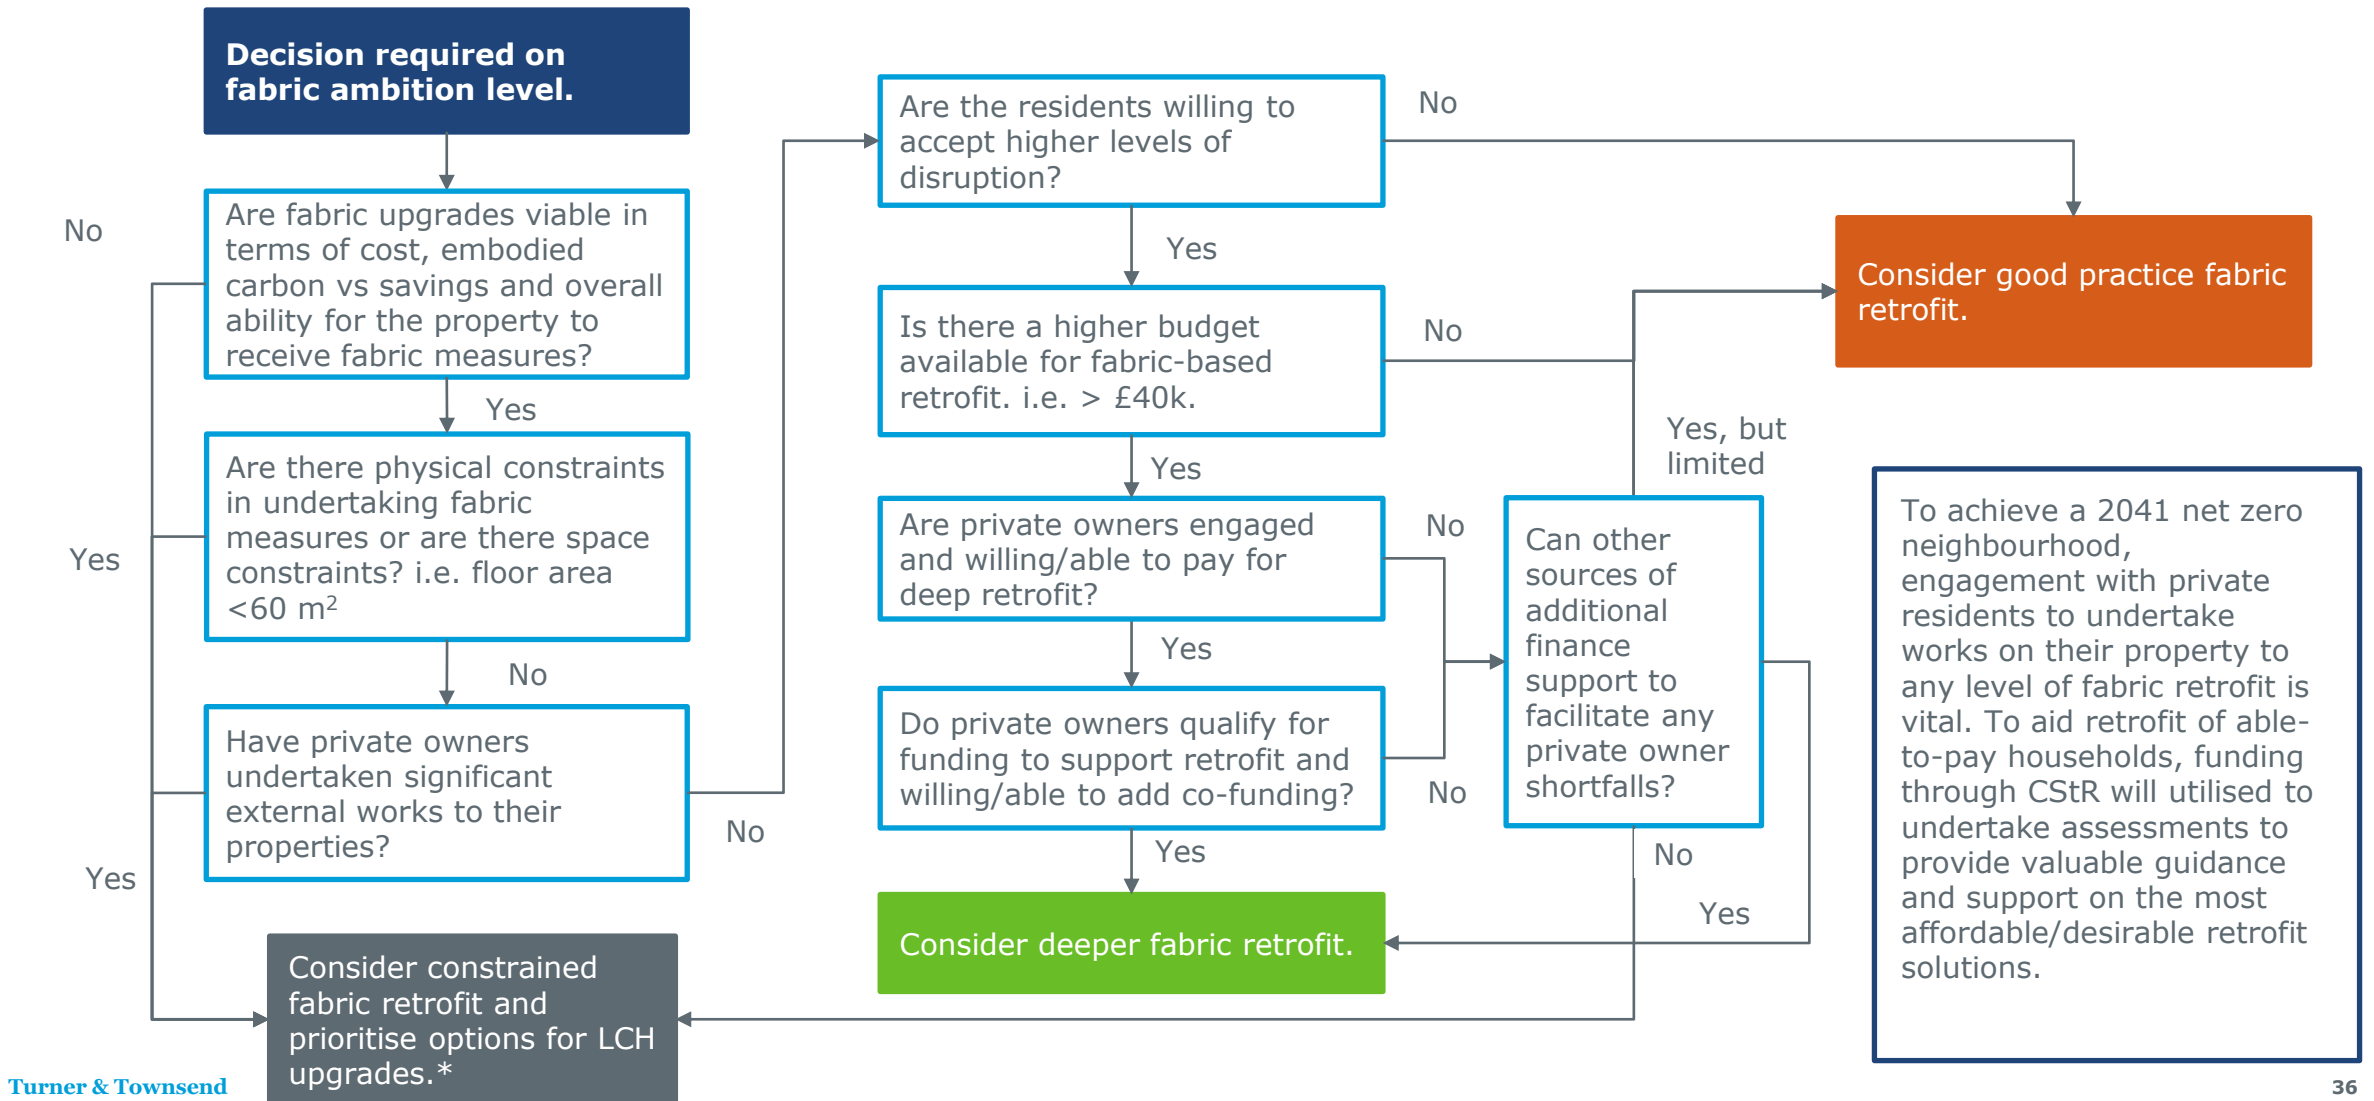 Decision required on
fabric ambition level.
No
Are fabric upgrades viable in
terms of cost, embodied
carbon vs savings and overall
ability for the property to
receive fabric measures?
Yes
Are there physical constraints
in undertaking fabric
measures or are there space
constraints? i.e. floor area
<60 m²
Yes
No
Have private owners
undertaken significant
external works to their
properties?
Yes
No
Consider constrained
fabric retrofit and
prioritise options for LCH
upgrades.*
Are the residents willing to
accept higher levels of
disruption?
No
Yes
Is there a higher budget
available for fabric-based
retrofit. i.e. > £40k.
No
Yes
Are private owners engaged
and willing/able to pay for
deep retrofit?
No
Yes
Do private owners qualify for
funding to support retrofit and
willing/able to add co-funding?
No
Yes
Consider deeper fabric retrofit.
Yes, but
limited
Can other
sources of
additional
finance
support to
facilitate any
private owner
shortfalls?
No
Yes
Consider good practice fabric
retrofit.
To achieve a 2041 net zero
neighbourhood,
engagement with private
residents to undertake
works on their property to
any level of fabric retrofit is
vital. To aid retrofit of able-
to-pay households, funding
through CStR will utilised to
undertake assessments to
provide valuable guidance
and support on the most
affordable/desirable retrofit
solutions.
Turner & Townsend
36